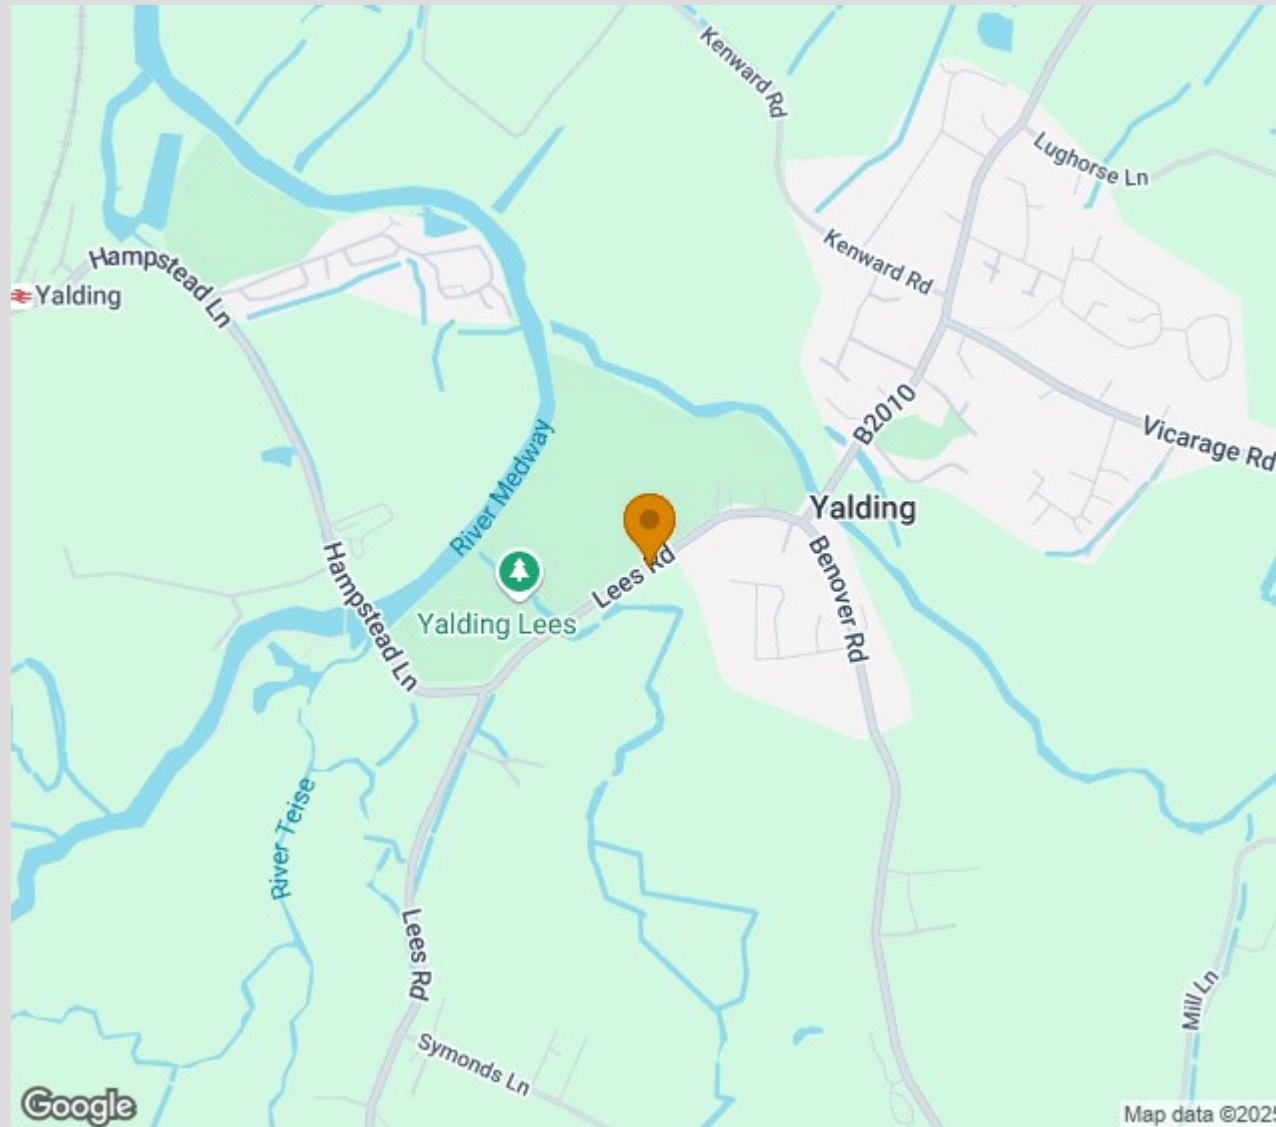 Kenward Rd
Lughorse Ln
Kenward Rd
Hampstead Ln
Yalding
B2010
Vicarage Rd
River Medway
Yalding
Lees Rd
Benover Rd
Hampstead Ln
Yalding Lees
River Teise
Lees Rd
Mill Ln
Symonds Ln
Google
Map data ©2025